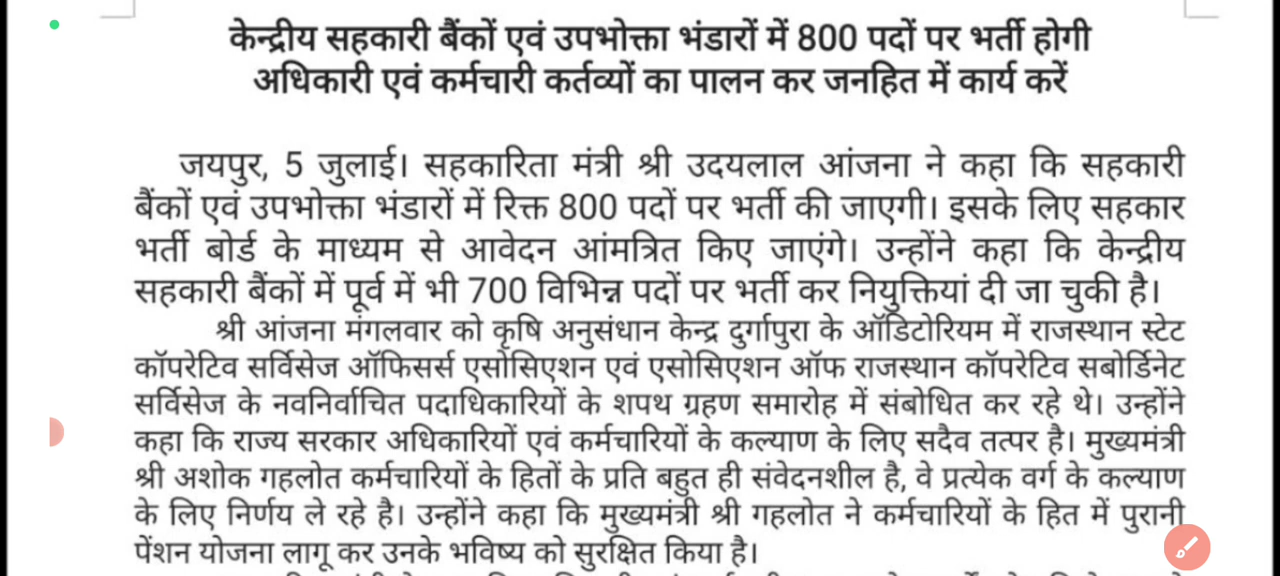 केन्द्रीय सहकारी बैंकों एवं उपभोक्ता भंडारों में 800 पदों पर भर्ती होगी
अधिकारी एवं कर्मचारी कर्तव्यों का पालन कर जनहित में कार्य करें
जयपुर, 5 जुलाई। सहकारिता मंत्री श्री उदयलाल आंजना ने कहा कि सहकारी
बैंकों एवं उपभोक्ता भंडारों में रिक्त 800 पदों पर भर्ती की जाएगी। इसके लिए सहकार
भर्ती बोर्ड के माध्यम से आवेदन आंमत्रित किए जाएंगे। उन्होंने कहा कि केन्द्रीय
सहकारी बैंकों में पूर्व में भी 700 विभिन्न पदों पर भर्ती कर नियुक्तियां दी जा चुकी है।
श्री आंजना मंगलवार को कृषि अनुसंधान केन्द्र दुर्गापुरा के ऑडिटोरियम में राजस्थान स्टेट
कॉपरेटिव सर्विसेज ऑफिसर्स एसोसिएशन एवं एसोसिएशन ऑफ राजस्थान कॉपरेटिव सबोर्डिनेट
सर्विसेज के नवनिर्वाचित पदाधिकारियों के शपथ ग्रहण समारोह में संबोधित कर रहे थे। उन्होंने
कहा कि राज्य सरकार अधिकारियों एवं कर्मचारियों के कल्याण के लिए सदैव तत्पर है। मुख्यमंत्री
श्री अशोक गहलोत कर्मचारियों के हितों के प्रति बहुत ही संवेदनशील है, वे प्रत्येक वर्ग के कल्याण
के लिए निर्णय ले रहे है। उन्होंने कहा कि मुख्यमंत्री श्री गहलोत ने कर्मचारियों के हित में पुरानी
पेंशन योजना लागू कर उनके भविष्य को सुरक्षित किया है।